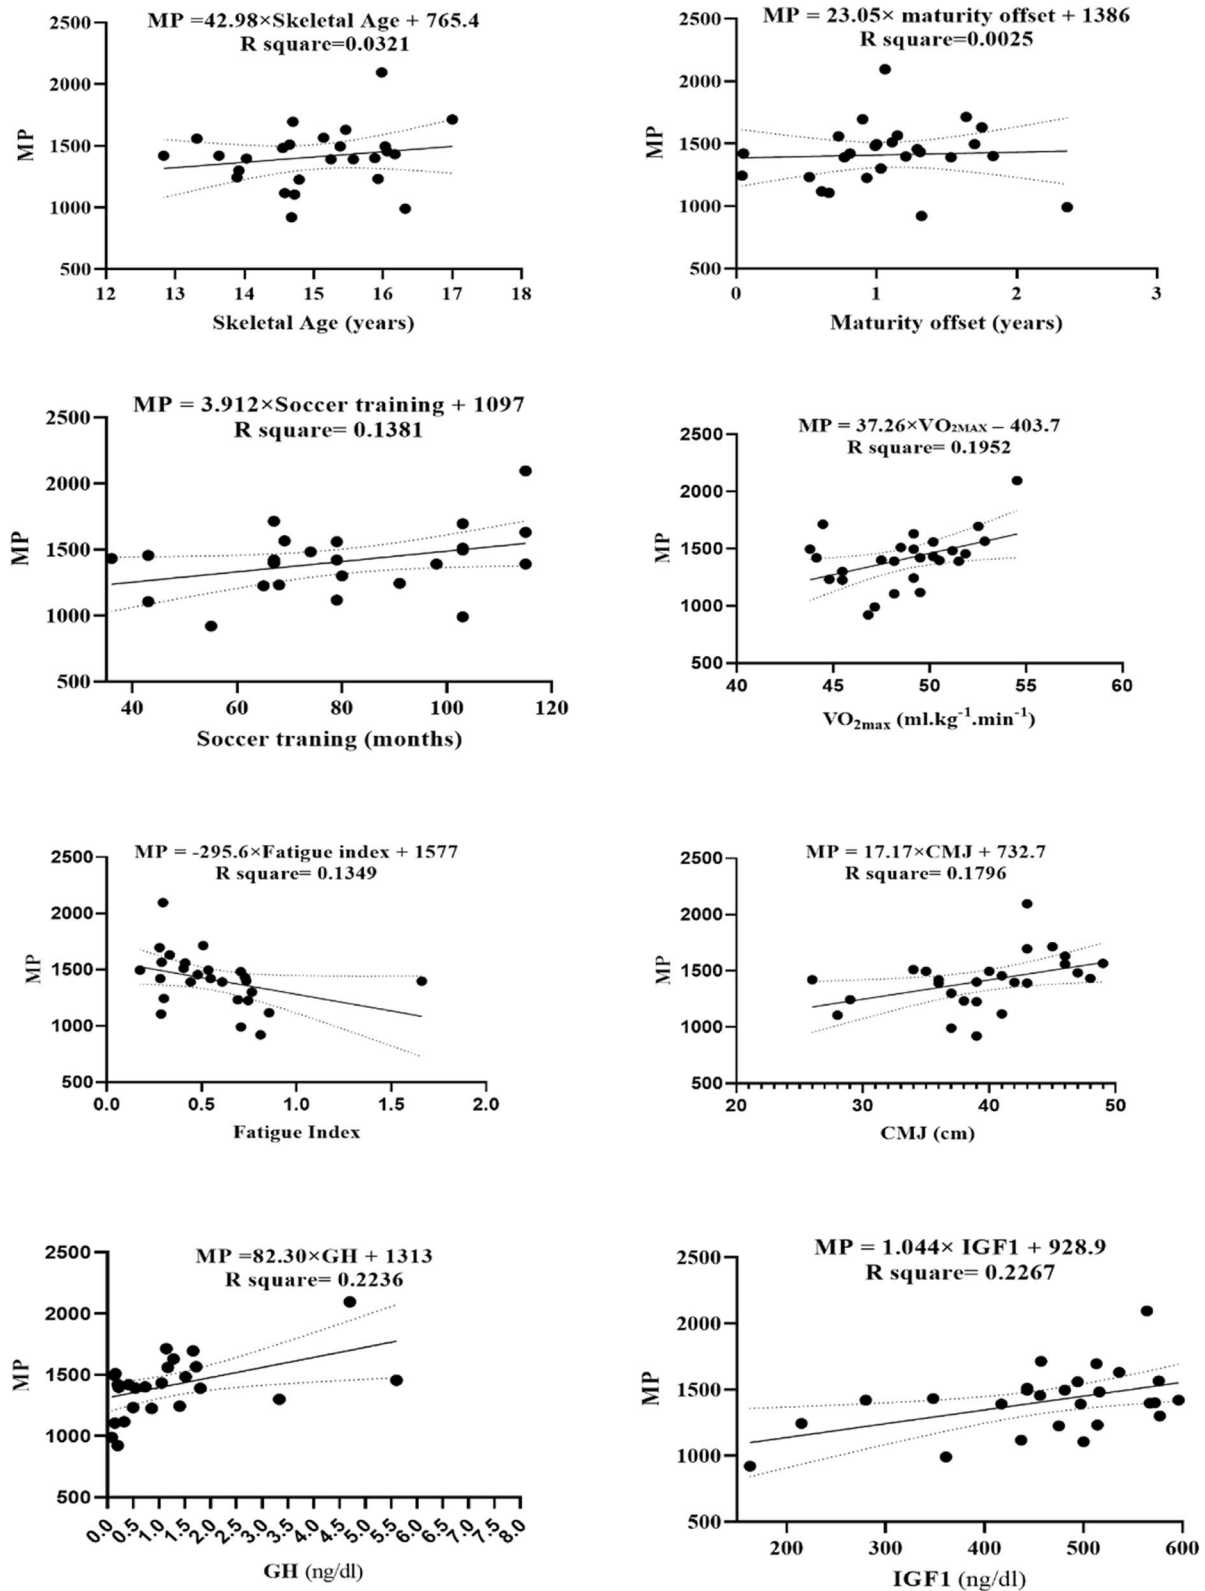 MP =42.98×Skeletal Age + 765.4
R square=0.0321
2500
2000
1500
1000
500
MP
12 13 14 15 16 17 18
Skeletal Age (years)
MP = 23.05× maturity offset + 1386
R square=0.0025
2500
2000
1500
1000
500
MP
0 1 2 3
Maturity offset (years)
MP = 3.912×Soccer training + 1097
R square= 0.1381
2500
2000
1500
1000
500
MP
40 60 80 100 120
Soccer traning (months)
MP = 37.26×VO₂MAX – 403.7
R square= 0.1952
2500
2000
1500
1000
500
MP
40 45 50 55 60
VO₂max (ml.kg⁻¹.min⁻¹)
MP = -295.6×Fatigue index + 1577
R square= 0.1349
2500
2000
1500
1000
500
MP
0.0 0.5 1.0 1.5 2.0
Fatigue Index
MP = 17.17×CMJ + 732.7
R square= 0.1796
2500
2000
1500
1000
500
MP
20 30 40 50
CMJ (cm)
MP =82.30×GH + 1313
R square= 0.2236
2500
2000
1500
1000
500
MP
0.0 0.5 1.0 1.5 2.0 2.5 3.0 3.5 4.0 4.5 5.0 5.5 6.0 6.5 7.0 7.5 8.0
GH (ng/dl)
MP = 1.044× IGF1 + 928.9
R square= 0.2267
2500
2000
1500
1000
500
MP
200 300 400 500 600
IGF1 (ng/dl)